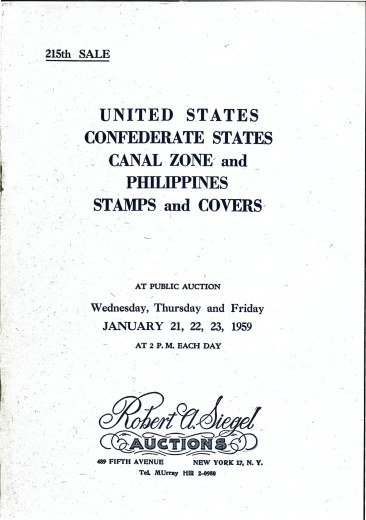 215th SALE
UNITED STATES
CONFEDERATE STATES
CANAL ZONE and
PHILIPPINES
STAMPS and COVERS
AT PUBLIC AUCTION
Wednesday, Thursday and Friday
JANUARY 21, 22, 23, 1959
AT 2 P. M. EACH DAY
Robert A. Siegel
AUCTIONS
489 FIFTH AVENUE NEW YORK 17, N. Y.
Tel. MUrray Hill 2-0980